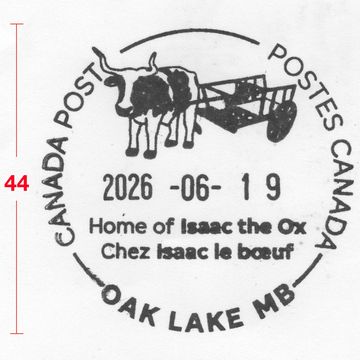 CANADA POST
POSTES CANADA
44
2026 -06- 19
Home of Isaac the Ox
Chez Isaac le bœuf
OAK LAKE MB